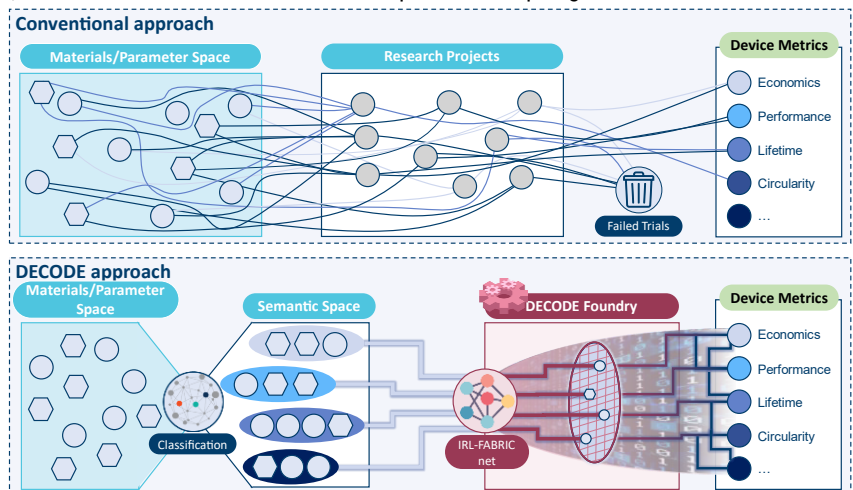 Conventional approach
Materials/Parameter Space
Research Projects
Device Metrics
Economics
Performance
Lifetime
Circularity
...
Failed Trials
DECODE approach
Materials/Parameter
Space
Semantic Space
DECODE Foundry
Device Metrics
Economics
Performance
Lifetime
Circularity
...
Classification
IRL-FABRIC
net